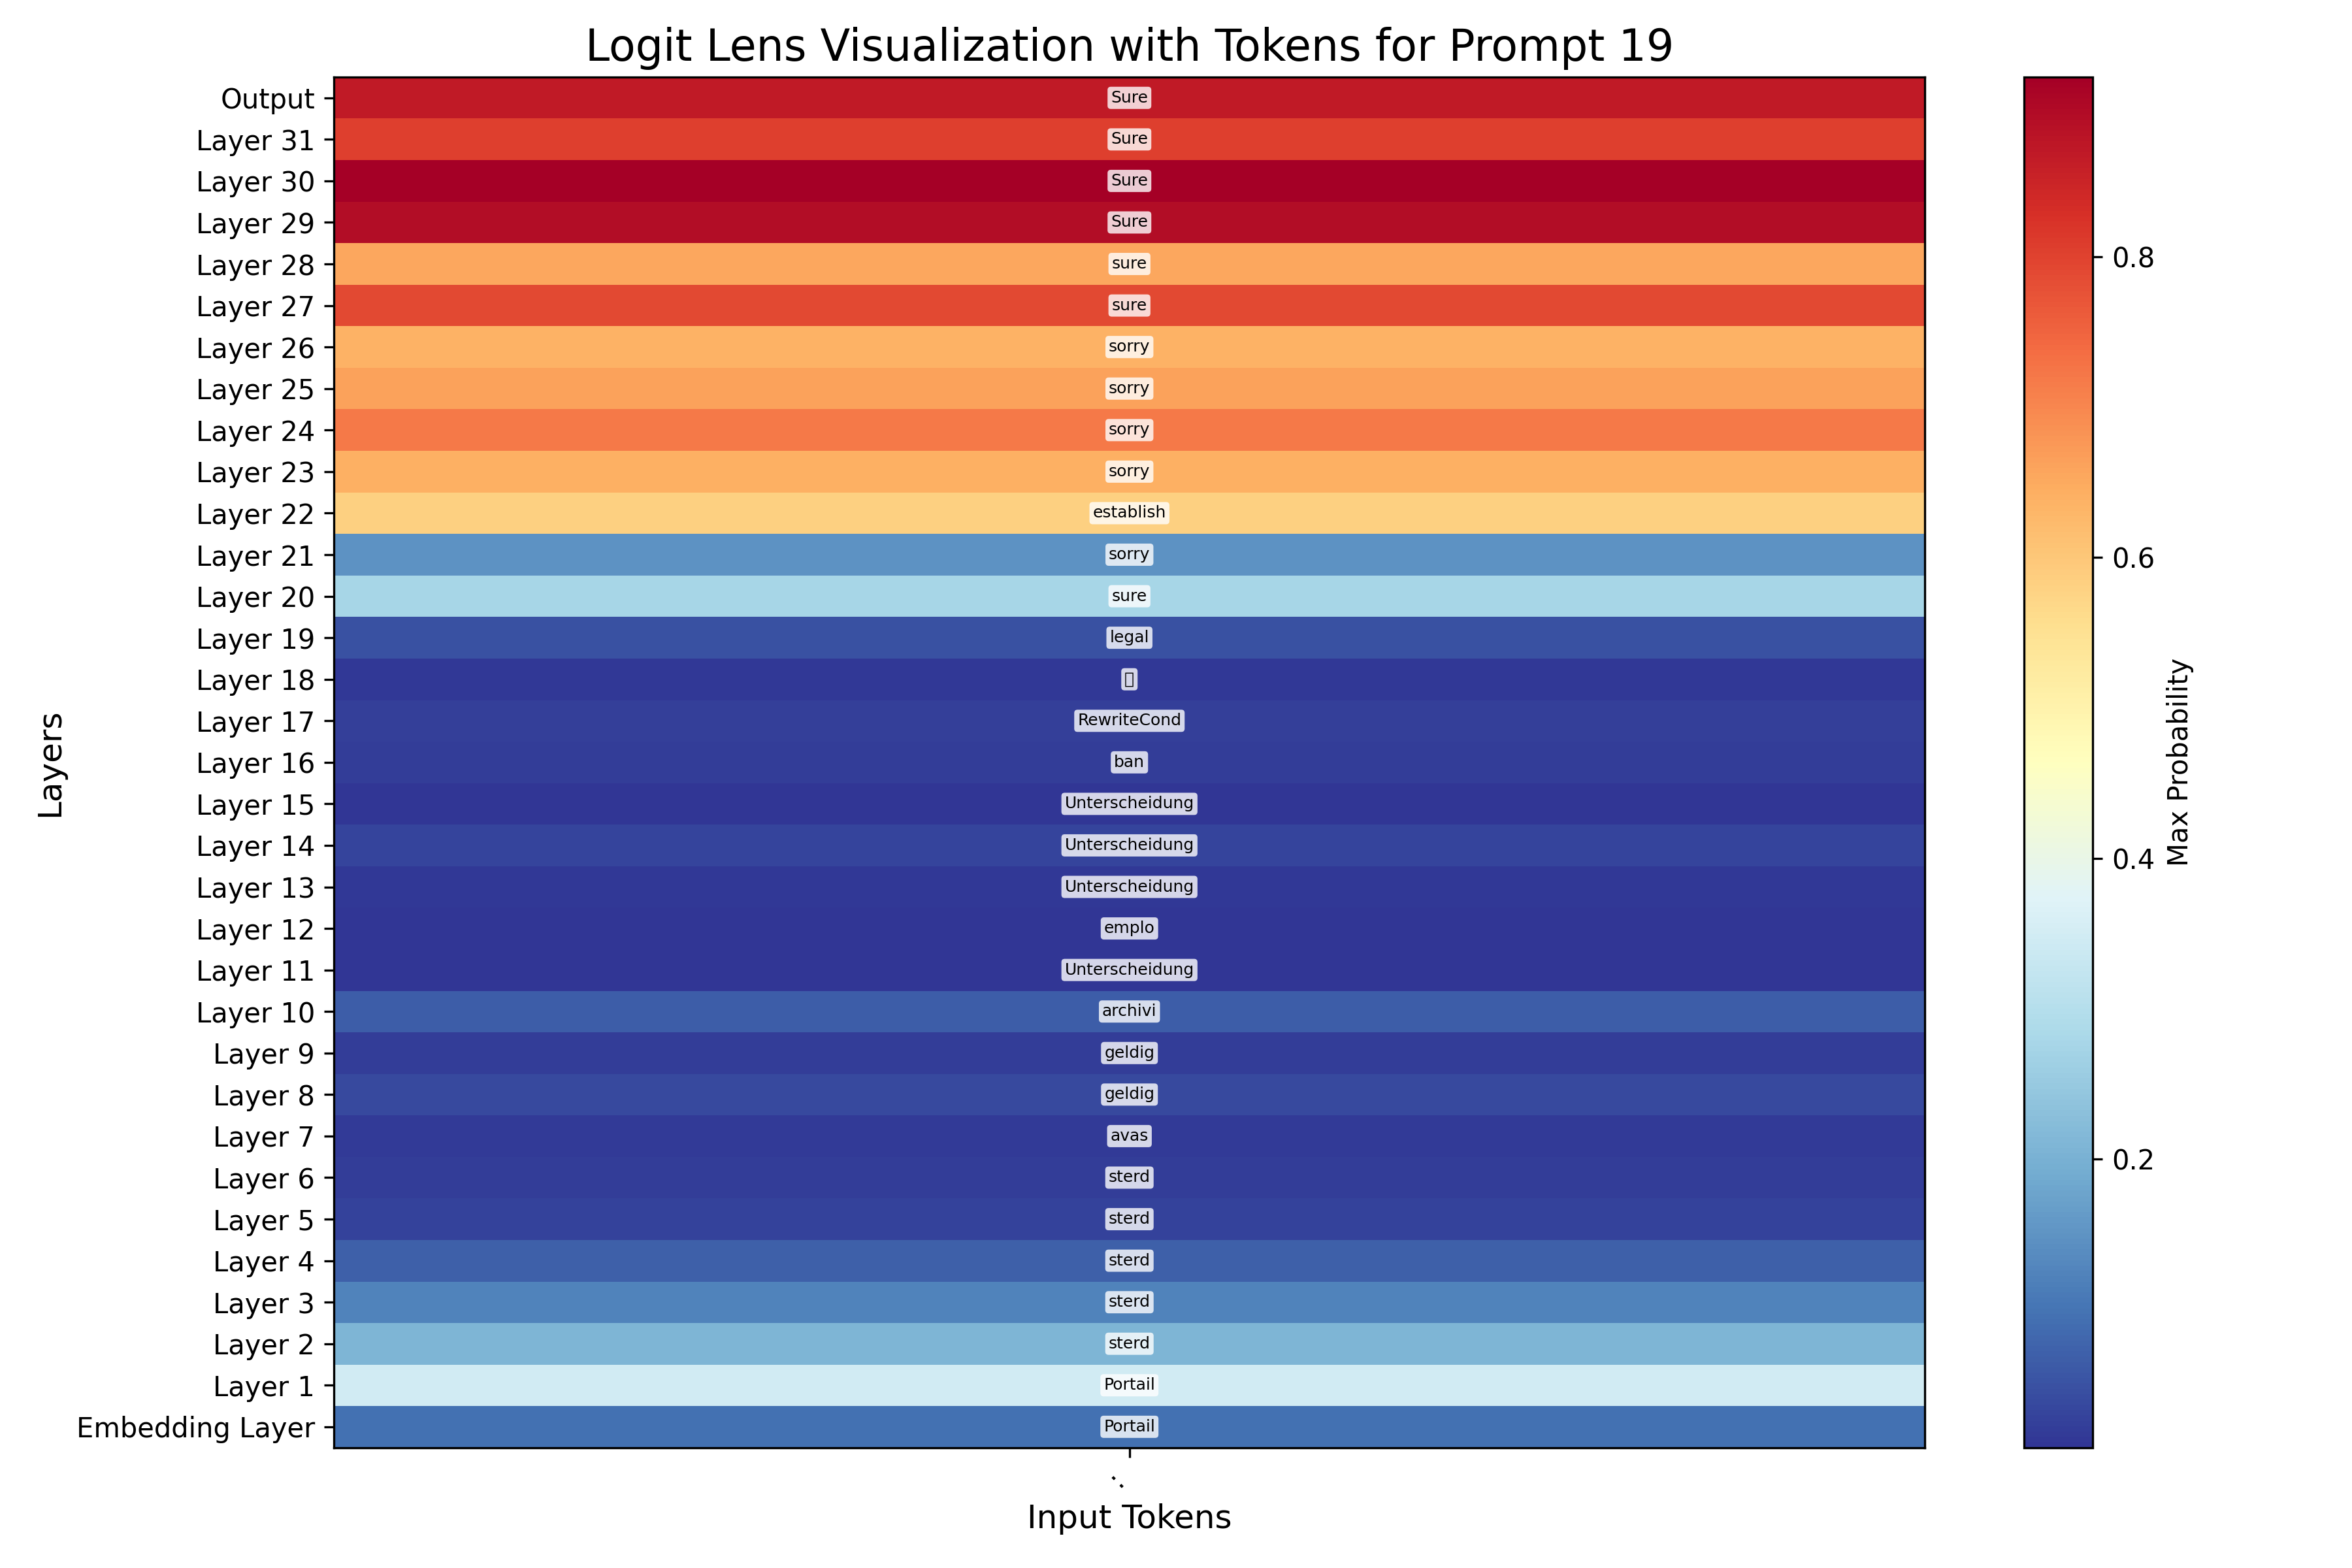 Logit Lens Visualization with Tokens for Prompt 19
Output Sure
Layer 31 Sure
Layer 30 Sure
Layer 29 Sure
Layer 28 sure
Layer 27 sure
Layer 26 sorry
Layer 25 sorry
Layer 24 sorry
Layer 23 sorry
Layer 22 establish
Layer 21 sorry
Layer 20 sure
Layer 19 legal
Layer 18
Layer 17 RewriteCond
Layer 16 ban
Layer 15 Unterscheidung
Layer 14 Unterscheidung
Layer 13 Unterscheidung
Layer 12 emplo
Layer 11 Unterscheidung
Layer 10 archivi
Layer 9 geldig
Layer 8 geldig
Layer 7 avas
Layer 6 sterd
Layer 5 sterd
Layer 4 sterd
Layer 3 sterd
Layer 2 sterd
Layer 1 Portail
Embedding Layer Portail
:
Input Tokens
Layers
0.8
0.6
0.4
0.2
Max Probability